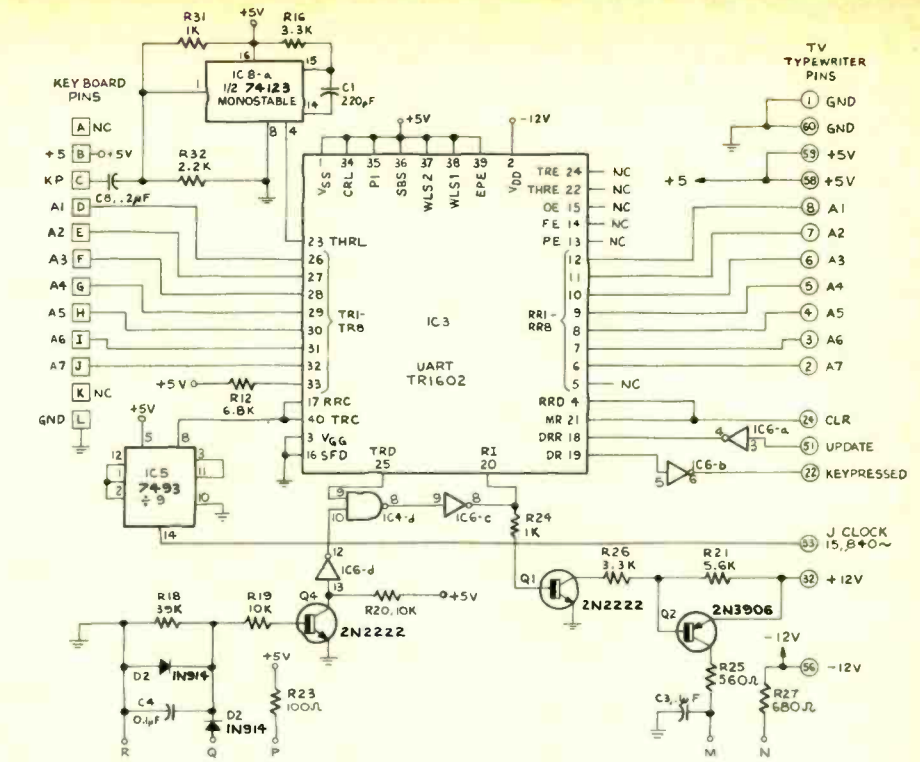 R31
1K
+5V
R16
3.3K
16
15
IC 8-a
1/2 74123
MONOSTABLE
1
14
8
4
C1
220pF
KEYBOARD
PINS
A NC
+5 B +5V
KP C
C8, .2µF
R32
2.2K
A1 D
A2 E
A3 F
A4 G
A5 H
A6 I
A7 J
K NC
GND L
+5V
-12V
1
34
35
36
37
38
39
2
VSS
CRL
PI
SBS
WLS2
WLS1
EPE
VDD
TRE 24 NC
THRE 22 NC
OE 15 NC
FE 14 NC
PE 13 NC
23 THRL
26
27
28
29
30
31
32
33
TR1-
TR8
IC3
UART
TR1602
12
11
10
9
8
7
6
5 NC
RR1-
RR8
+5V
R12
6.8K
17 RRC
40 TRC
3 VGG
16 SFD
TRD
25
RI
20
RRD 4
MR 21
DRR 18
DR 19
TV
TYPEWRITER
PINS
1 GND
60 GND
59 +5V
+5
58 +5V
8 A1
7 A2
6 A3
5 A4
4 A5
3 A6
2 A7
24 CLR
4 IC6-a 3
51 UPDATE
5 IC6-b 6
22 KEYPRESSED
53 J CLOCK
15,840~
+5V
5
8
12
1
2
IC5
7493
÷9
3
11
10
14
9
10
8
IC4-d
9
8
IC6-c
R24
1K
12
IC6-d
13
R18
39K
R19
10K
Q4
2N2222
R20,10K
+5V
Q1
2N2222
R26
3.3K
R21
5.6K
32 +12V
Q2
2N3906
-12V
56 -12V
R25
560Ω
R27
680Ω
C3, .1µF
D2
1N914
C4
0.1µF
D2
1N914
+5V
R23
100Ω
R
Q
P
M
N